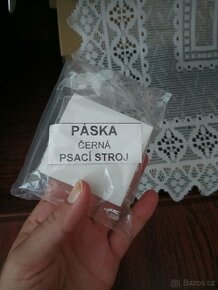 PÁSKA
ČERNÁ
PSACÍ STROJ
Bazos.cz